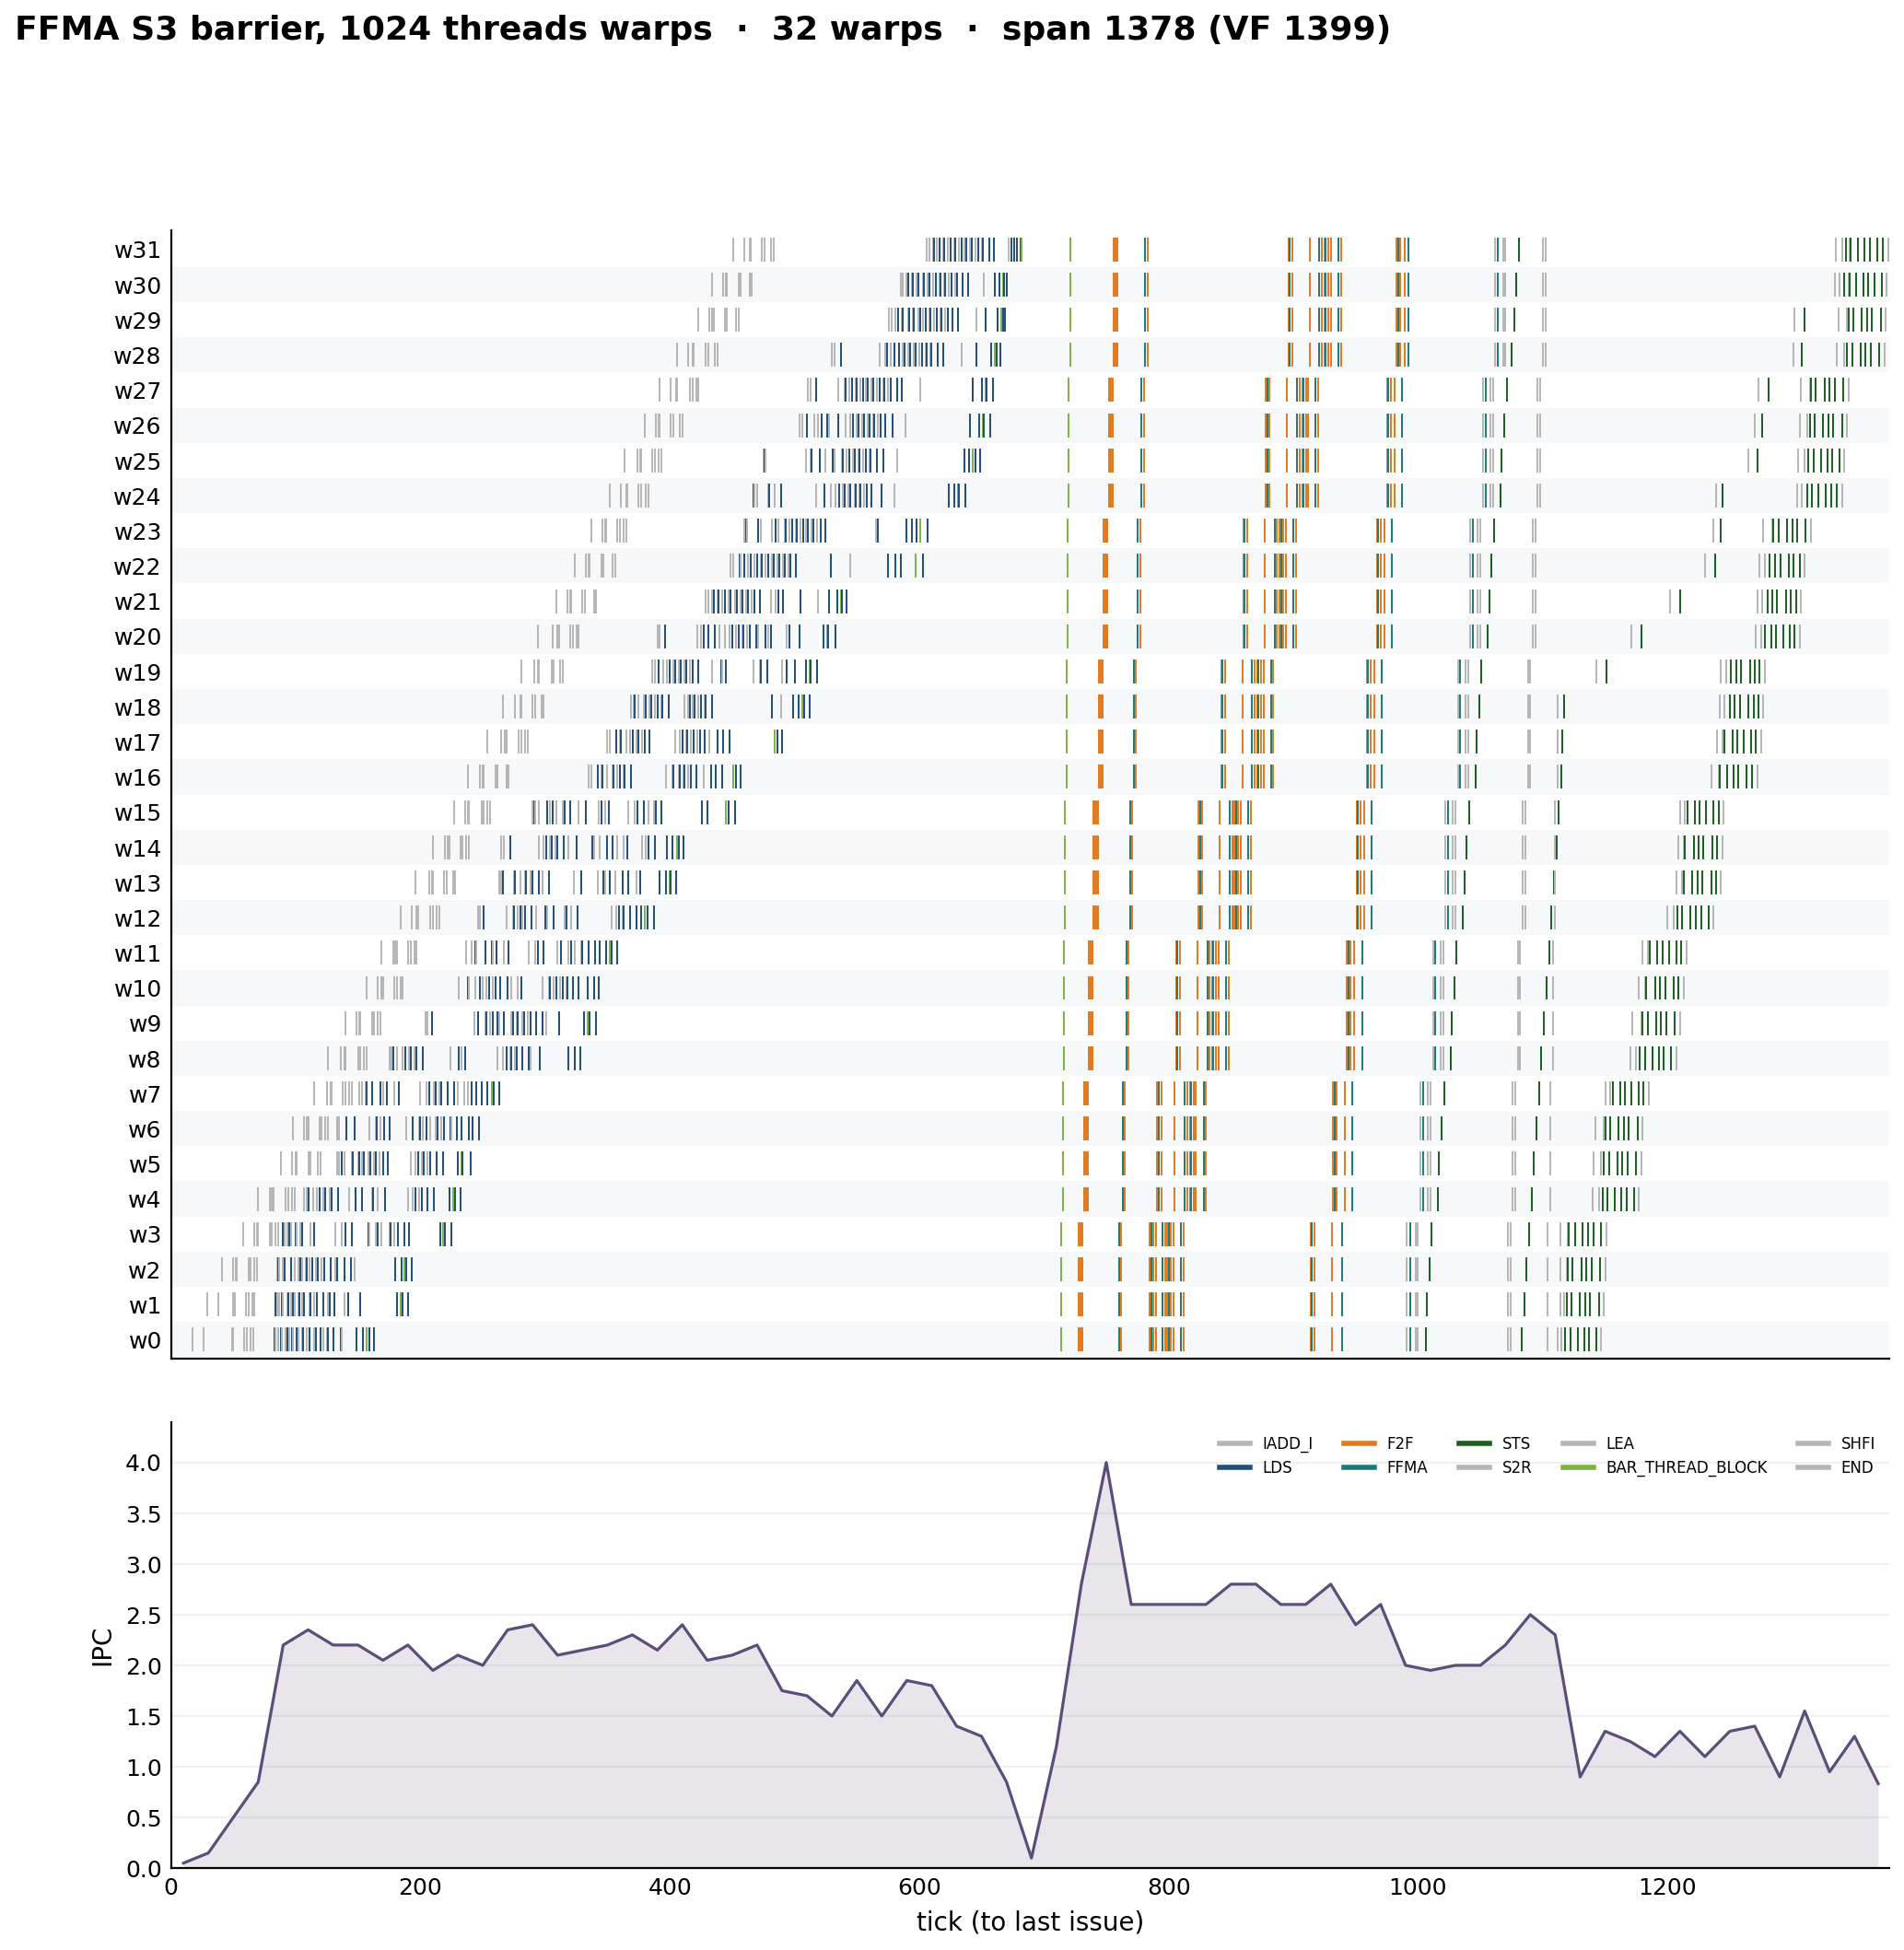 FFMA S3 barrier, 1024 threads warps · 32 warps · span 1378 (VF 1399)
w31
w30
w29
w28
w27
w26
w25
w24
w23
w22
w21
w20
w19
w18
w17
w16
w15
w14
w13
w12
w11
w10
w9
w8
w7
w6
w5
w4
w3
w2
w1
w0
IADD_I F2F STS LEA SHFI
LDS FFMA S2R BAR_THREAD_BLOCK END
4.0
3.5
3.0
2.5
2.0
1.5
1.0
0.5
0.0
IPC
0 200 400 600 800 1000 1200
tick (to last issue)